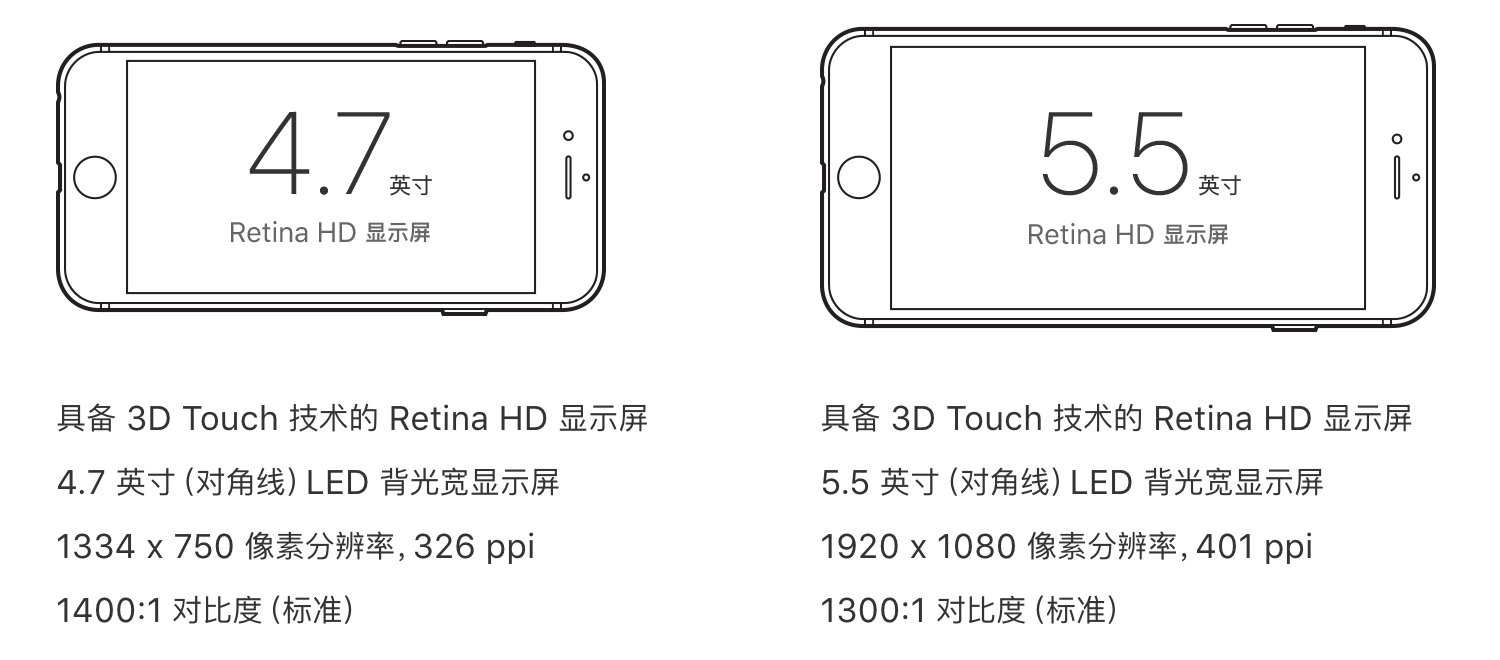 4.7 英寸
Retina HD 显示屏
具备 3D Touch 技术的 Retina HD 显示屏
4.7 英寸 (对角线) LED 背光宽显示屏
1334 x 750 像素分辨率, 326 ppi
1400:1 对比度 (标准)
5.5 英寸
Retina HD 显示屏
具备 3D Touch 技术的 Retina HD 显示屏
5.5 英寸 (对角线) LED 背光宽显示屏
1920 x 1080 像素分辨率, 401 ppi
1300:1 对比度 (标准)